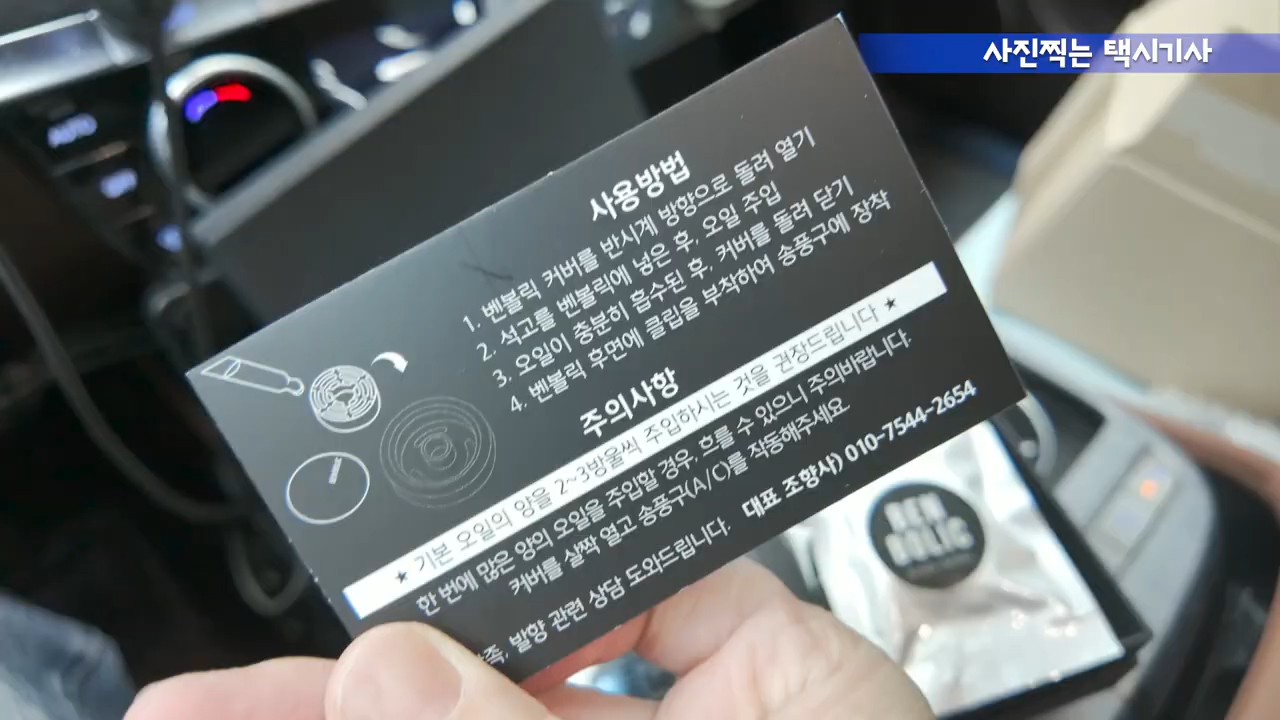 사진찍는 택시기사
AUTO
사용방법
1. 벤볼릭 커버를 반시계 방향으로 돌려 열기
2. 석고를 벤볼릭에 넣은 후, 오일 주입
3. 오일이 충분히 흡수된 후, 커버를 돌려 닫기
4. 벤볼릭 후면에 클립을 부착하여 송풍구에 장착
주의사항
★ 기본 오일의 양을 2~3방울씩 주입하시는 것을 권장드립니다 ★
한 번에 많은 양의 오일을 주입할 경우, 흐를 수 있으니 주의바랍니다.
커버를 살짝 열고 송풍구(A/C)를 작동해주세요.
발향 관련 상담 도와드립니다. 대표 조향사) 010-7544-2654
BEN
BOLIC